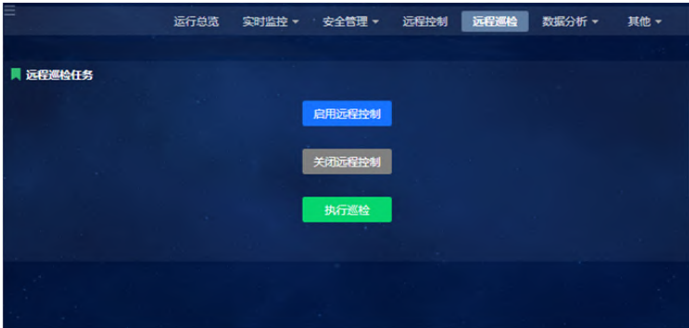 运行总览 实时监控 安全管理 远程控制 远程巡检 数据分析 其他
远程巡检任务
启用远程控制
关闭远程控制
执行巡检